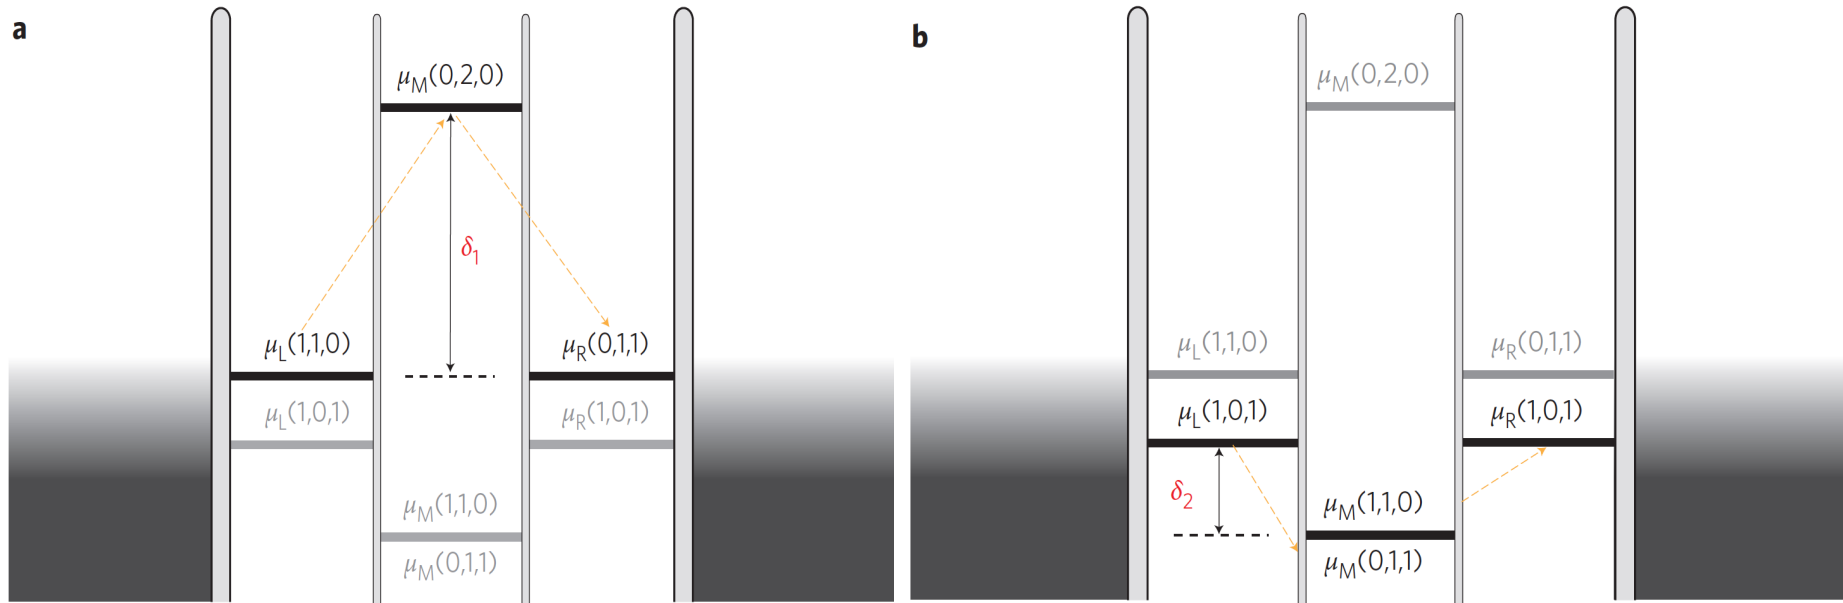 a
μM(0,2,0)
δ1
μL(1,1,0)
μR(0,1,1)
μL(1,0,1)
μR(1,0,1)
μM(1,1,0)
μM(0,1,1)
b
μM(0,2,0)
μL(1,1,0)
μR(0,1,1)
μL(1,0,1)
μR(1,0,1)
δ2
μM(1,1,0)
μM(0,1,1)